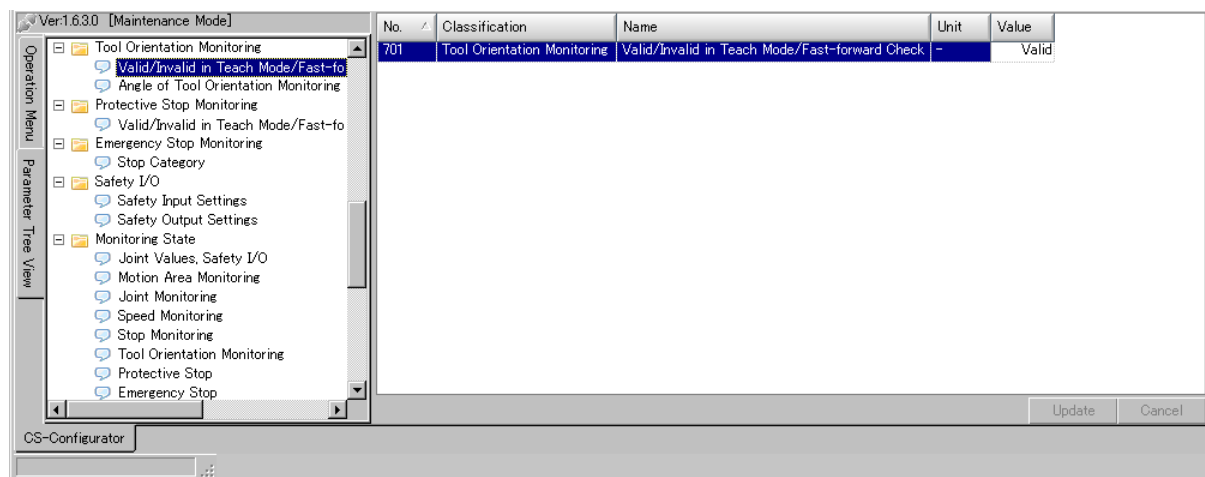 Ver:1.6.3.0 [Maintenance Mode]
Operation Menu
Parameter Tree View
Tool Orientation Monitoring
Valid/Invalid in Teach Mode/Fast-fo
Angle of Tool Orientation Monitoring
Protective Stop Monitoring
Valid/Invalid in Teach Mode/Fast-fo
Emergency Stop Monitoring
Stop Category
Safety I/O
Safety Input Settings
Safety Output Settings
Monitoring State
Joint Values, Safety I/O
Motion Area Monitoring
Joint Monitoring
Speed Monitoring
Stop Monitoring
Tool Orientation Monitoring
Protective Stop
Emergency Stop
No. Classification Name Unit Value
701 Tool Orientation Monitoring Valid/Invalid in Teach Mode/Fast-forward Check - Valid
Update Cancel
CS-Configurator